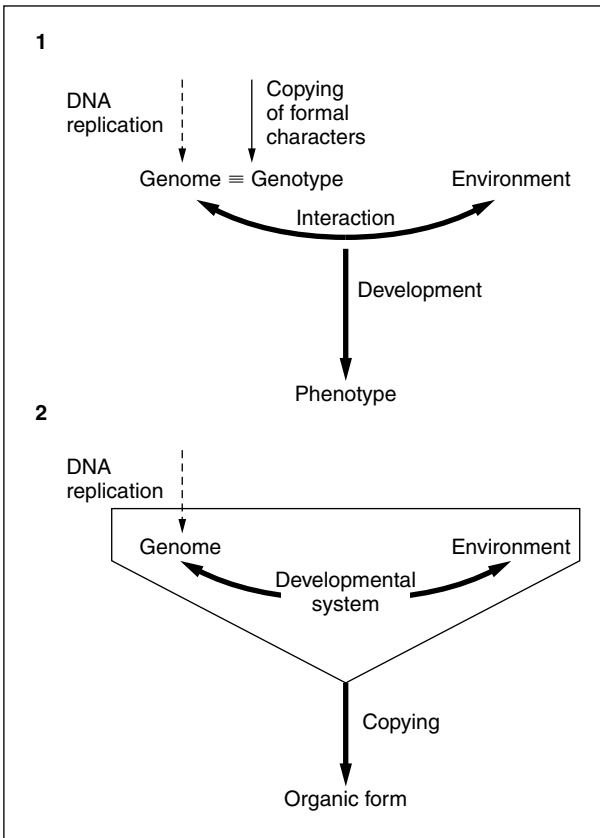 1
DNA
replication
Copying
of formal
characters
Genome ≡ Genotype
Environment
Interaction
Development
Phenotype
2
DNA
replication
Genome
Environment
Developmental
system
Copying
Organic form